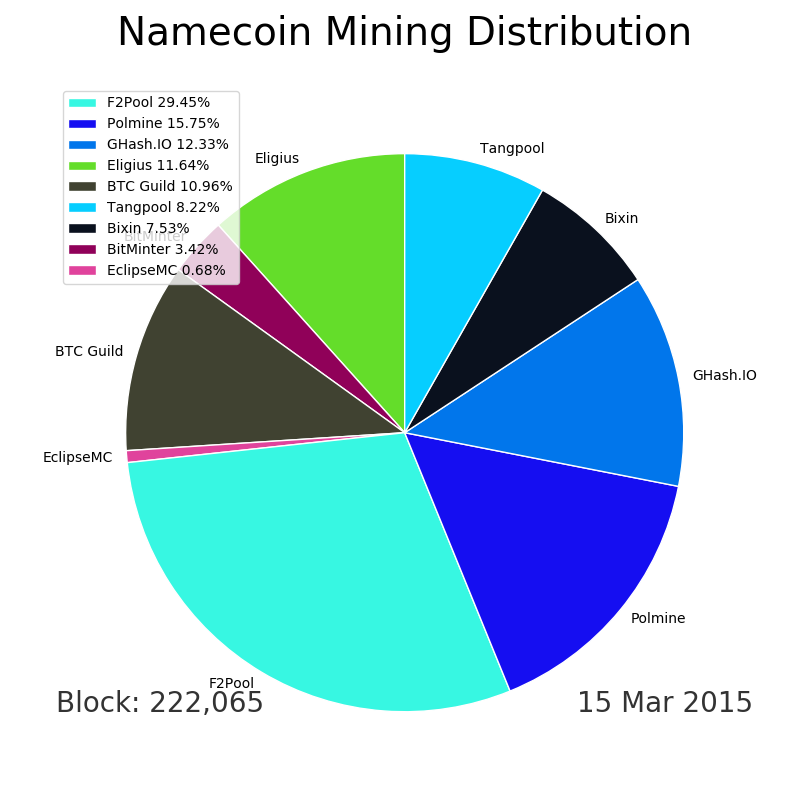 Namecoin Mining Distribution
F2Pool 29.45%
Polmine 15.75%
GHash.IO 12.33%
Eligius 11.64%
BTC Guild 10.96%
Tangpool 8.22%
Bixin 7.53%
BitMinter 3.42%
EclipseMC 0.68%
Tangpool
Eligius
Bixin
BitMinter
BTC Guild
GHash.IO
EclipseMC
Polmine
F2Pool
Block: 222,065
15 Mar 2015